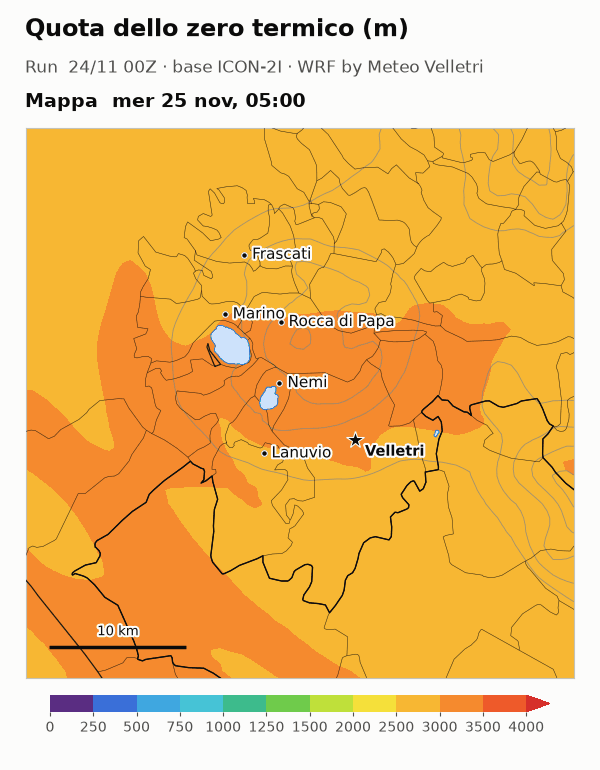 Quota dello zero termico (m)
Run  24/11 00Z · base ICON-2I · WRF by Meteo Velletri
Mappa  mer 25 nov, 05:00
Frascati
Marino
Rocca di Papa
Nemi
Velletri
Lanuvio
10 km
0 250 500 750 1000 1250 1500 2000 2500 3000 3500 4000